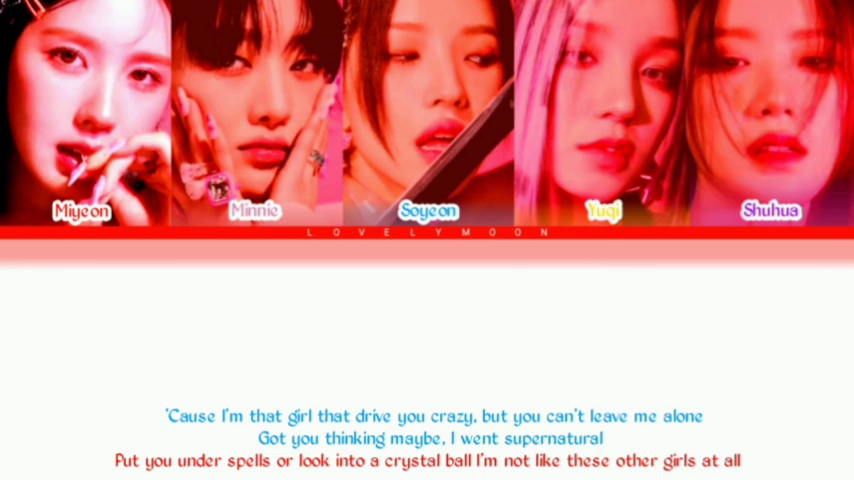 Miyeon Minnie Soyeon Yuqi Shuhua
LOVELYMOON
'Cause I'm that girl that drive you crazy, but you can't leave me alone
Got you thinking maybe, I went supernatural
Put you under spells or look into a crystal ball I'm not like these other girls at all